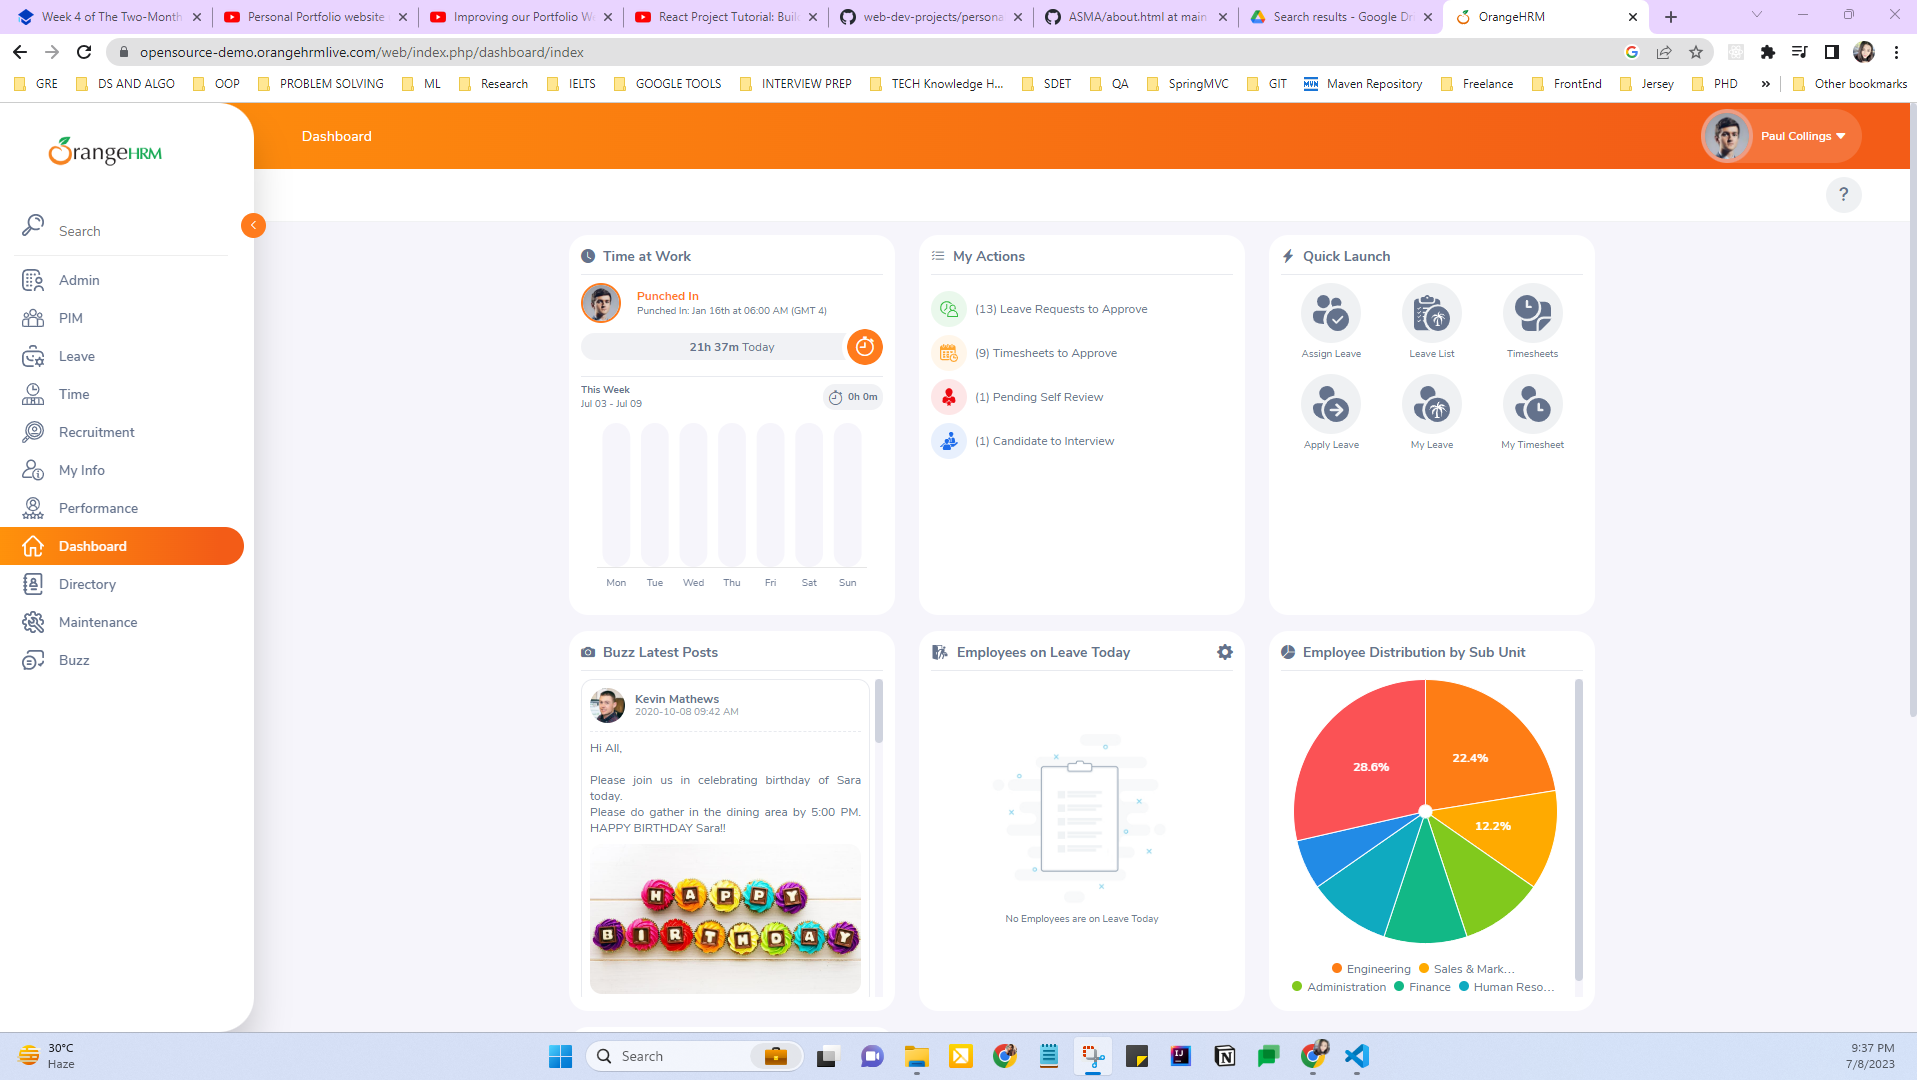 Week 4 of The Two-Month
Personal Portfolio website
Improving our Portfolio W
React Project Tutorial: Buil
web-dev-projects/persona
ASMA/about.html at main
Search results - Google Dr
OrangeHRM
opensource-demo.orangehrmlive.com/web/index.php/dashboard/index
GRE
DS AND ALGO
OOP
PROBLEM SOLVING
ML
Research
IELTS
GOOGLE TOOLS
INTERVIEW PREP
TECH Knowledge H...
SDET
QA
SpringMVC
GIT
Maven Repository
Freelance
FrontEnd
Jersey
PHD
»
Other bookmarks
OrangeHRM
Dashboard
Paul Collings
?
Search
Admin
PIM
Leave
Time
Recruitment
My Info
Performance
Dashboard
Directory
Maintenance
Buzz
Time at Work
Punched In
Punched In: Jan 16th at 06:00 AM (GMT 4)
21h 37m Today
This Week
Jul 03 - Jul 09
0h 0m
Mon Tue Wed Thu Fri Sat Sun
My Actions
(13) Leave Requests to Approve
(9) Timesheets to Approve
(1) Pending Self Review
(1) Candidate to Interview
Quick Launch
Assign Leave
Leave List
Timesheets
Apply Leave
My Leave
My Timesheet
Buzz Latest Posts
Kevin Mathews
2020-10-08 09:42 AM
Hi All,
Please join us in celebrating birthday of Sara
today.
Please do gather in the dining area by 5:00 PM.
HAPPY BIRTHDAY Sara!!
HAPPY
BIRTHDAY
Employees on Leave Today
No Employees are on Leave Today
Employee Distribution by Sub Unit
28.6%
22.4%
12.2%
Engineering
Sales & Mark...
Administration
Finance
Human Reso...
30°C
Haze
Search
9:37 PM
7/8/2023